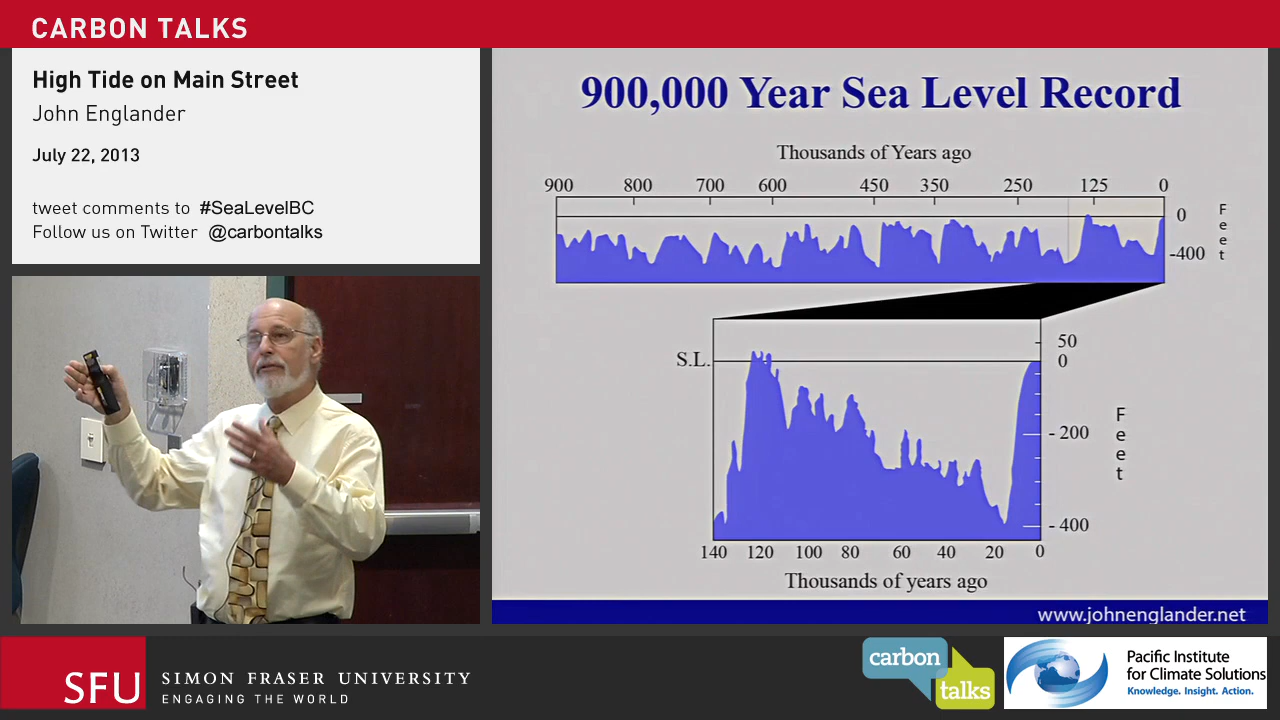 CARBON TALKS
High Tide on Main Street
John Englander
July 22, 2013
tweet comments to #SeaLevelBC
Follow us on Twitter @carbontalks
900,000 Year Sea Level Record
Thousands of Years ago
900 800 700 600 450 350 250 125 0
0
-400
Feet
S.L.
50
0
- 200
- 400
Feet
140 120 100 80 60 40 20 0
Thousands of years ago
www.johnenglander.net
SFU
SIMON FRASER UNIVERSITY
ENGAGING THE WORLD
carbon
talks
Pacific Institute
for Climate Solutions
Knowledge. Insight. Action.